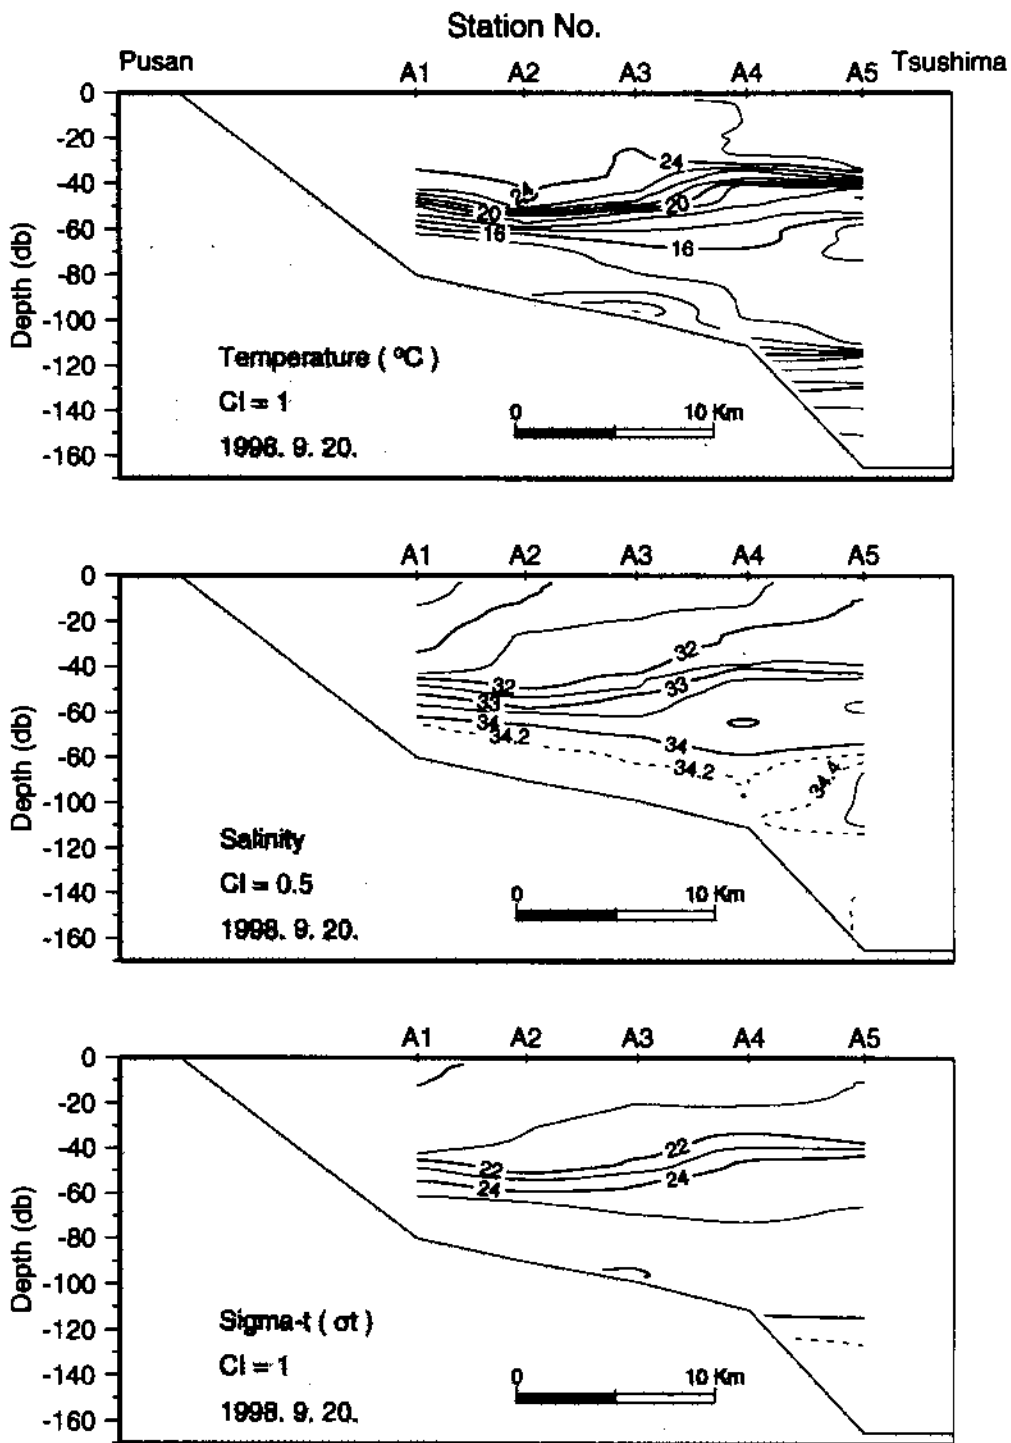 Station No.
Pusan A1 A2 A3 A4 A5 Tsushima
0
-20
-40
-60
-80
-100
-120
-140
-160
Depth (db)
24
24
20
20
16
16
Temperature ( ºC )
CI = 1
1998. 9. 20.
0 10 Km
A1 A2 A3 A4 A5
0
-20
-40
-60
-80
-100
-120
-140
-160
Depth (db)
32
32
33
33
34
34
34.2
34.2
34.4
Salinity
CI = 0.5
1998. 9. 20.
0 10 Km
A1 A2 A3 A4 A5
0
-20
-40
-60
-80
-100
-120
-140
-160
Depth (db)
22
22
24
24
Sigma-t ( σt )
CI = 1
1998. 9. 20.
0 10 Km